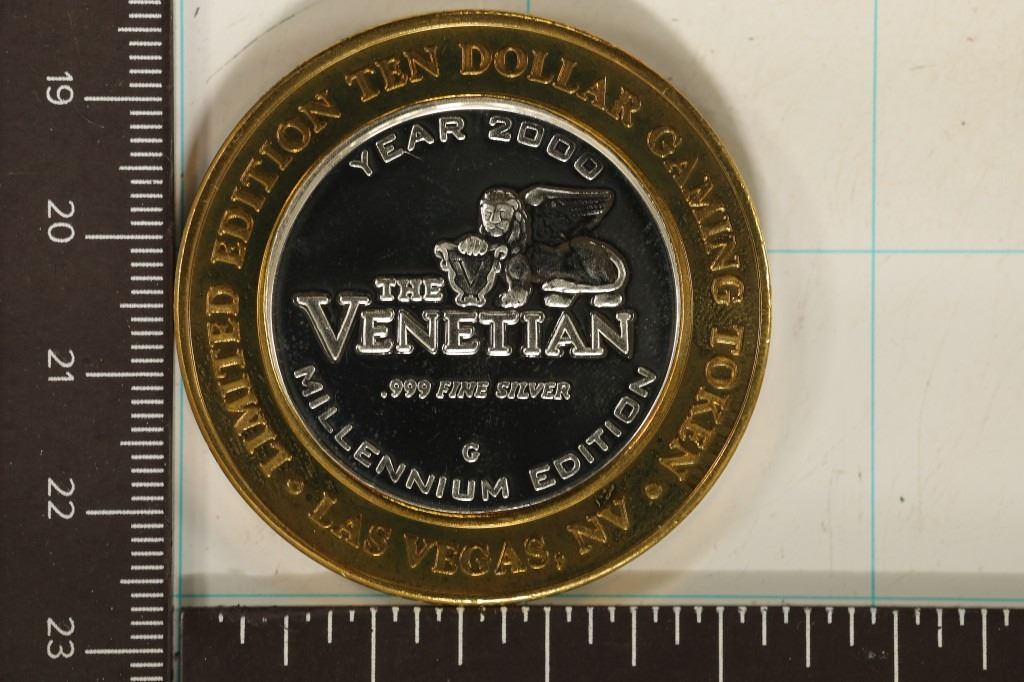 LIMITED EDITION TEN DOLLAR GAMING TOKEN
• LAS VEGAS, NV •
YEAR 2000
V
THE
VENETIAN
.999 FINE SILVER
G
MILLENNIUM EDITION
19
20
21
22
23